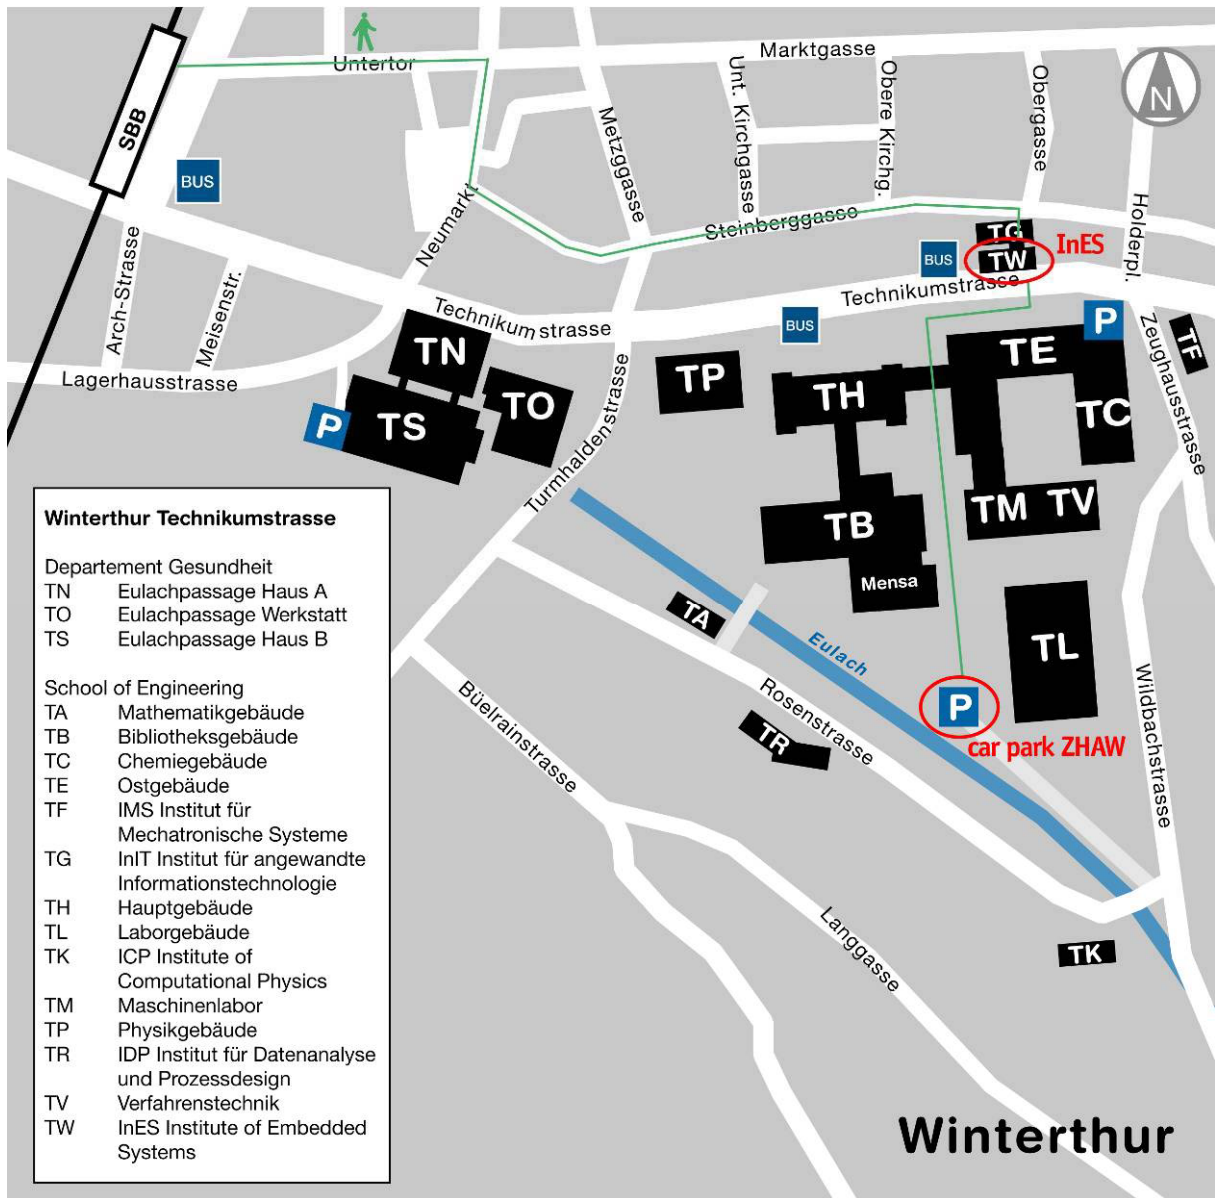 Marktgasse
Untertor
SBB
BUS
N
Unt. Kirchgasse
Obere Kirchg.
Obergasse
Metzggasse
Neumarkt
Steinberggasse
Holderpl.
TG
InES
TW
BUS
Technikumstrasse
Arch-Strasse
Meisenstr.
Technikumstrasse
BUS
P
Zeughausstrasse
TF
Lagerhausstrasse
TN
TP
TE
TH
TO
TC
P
TS
Turmhaldenstrasse
TM TV
TB
Mensa
TA
Eulach
TL
Rosenstrasse
P
car park ZHAW
TR
Wildbachstrasse
Büelrainstrasse
Langgasse
TK
Winterthur
Winterthur Technikumstrasse
Departement Gesundheit
TN Eulachpassage Haus A
TO Eulachpassage Werkstatt
TS Eulachpassage Haus B
School of Engineering
TA Mathematikgebäude
TB Bibliotheksgebäude
TC Chemiegebäude
TE Ostgebäude
TF IMS Institut für
Mechatronische Systeme
TG InIT Institut für angewandte
Informationstechnologie
TH Hauptgebäude
TL Laborgebäude
TK ICP Institute of
Computational Physics
TM Maschinenlabor
TP Physikgebäude
TR IDP Institut für Datenanalyse
und Prozessdesign
TV Verfahrenstechnik
TW InES Institute of Embedded
Systems